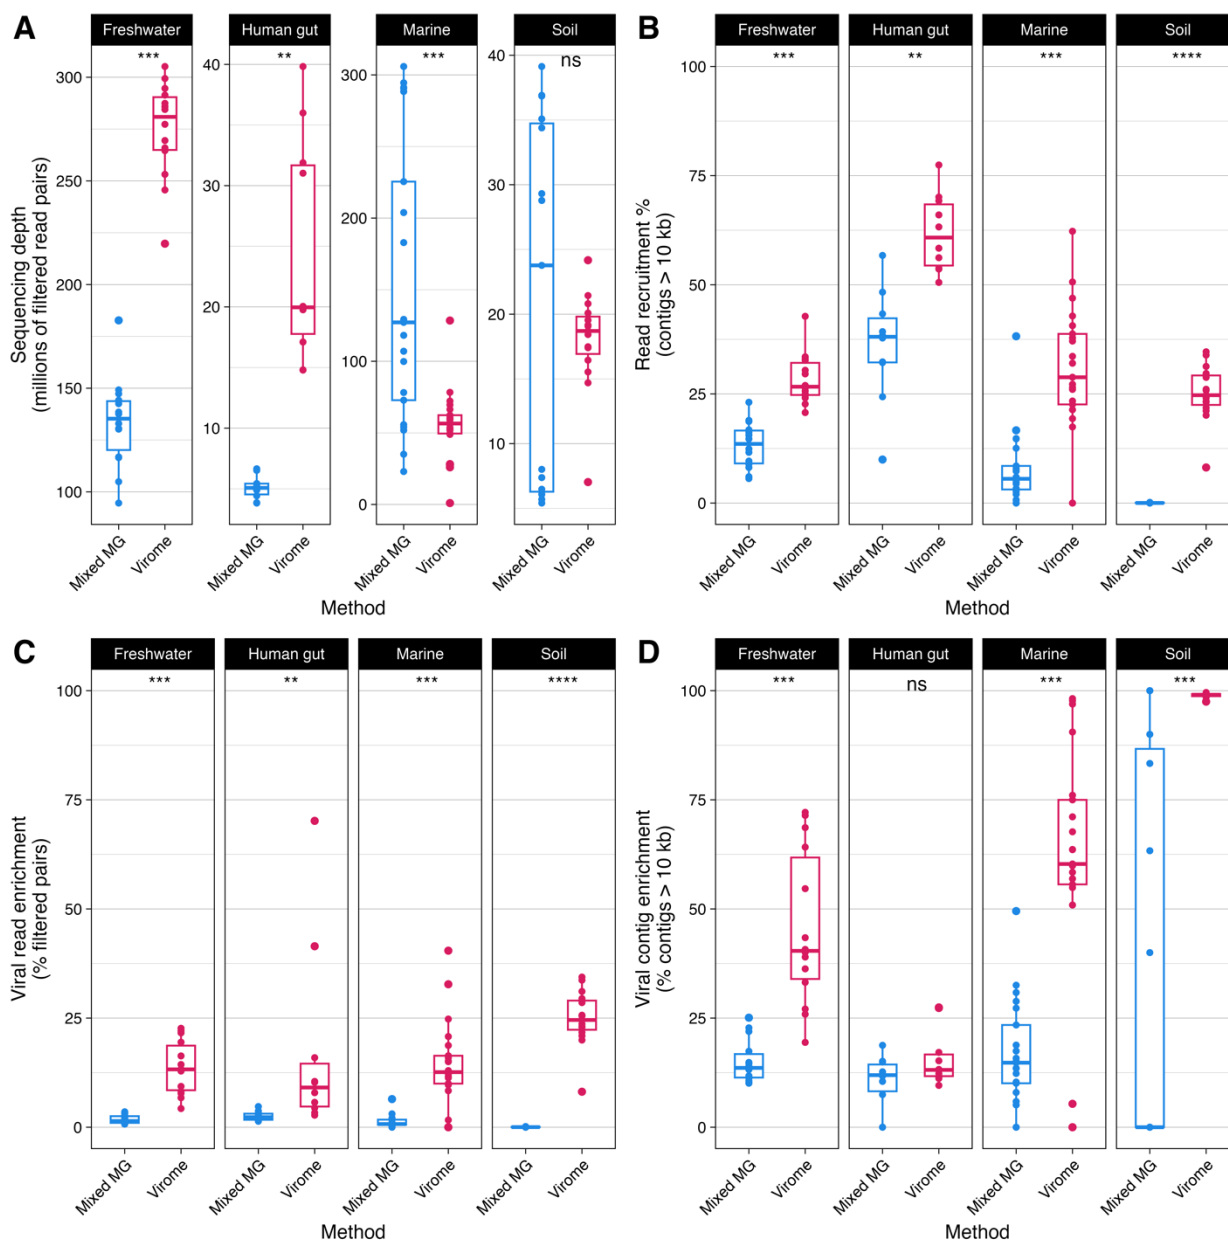 A
Freshwater
Human gut
Marine
Soil
***
**
***
ns
Sequencing depth
(millions of filtered read pairs)
300
250
200
150
100
40
30
20
10
300
200
100
0
40
30
20
10
Mixed MG
Virome
Mixed MG
Virome
Mixed MG
Virome
Mixed MG
Virome
Method
B
Freshwater
Human gut
Marine
Soil
***
**
***
****
Read recruitment %
(contigs > 10 kb)
100
75
50
25
0
Mixed MG
Virome
Mixed MG
Virome
Mixed MG
Virome
Mixed MG
Virome
Method
C
Freshwater
Human gut
Marine
Soil
***
**
***
****
Viral read enrichment
(% filtered pairs)
100
75
50
25
0
Mixed MG
Virome
Mixed MG
Virome
Mixed MG
Virome
Mixed MG
Virome
Method
D
Freshwater
Human gut
Marine
Soil
***
ns
***
***
Viral contig enrichment
(% contigs > 10 kb)
100
75
50
25
0
Mixed MG
Virome
Mixed MG
Virome
Mixed MG
Virome
Mixed MG
Virome
Method